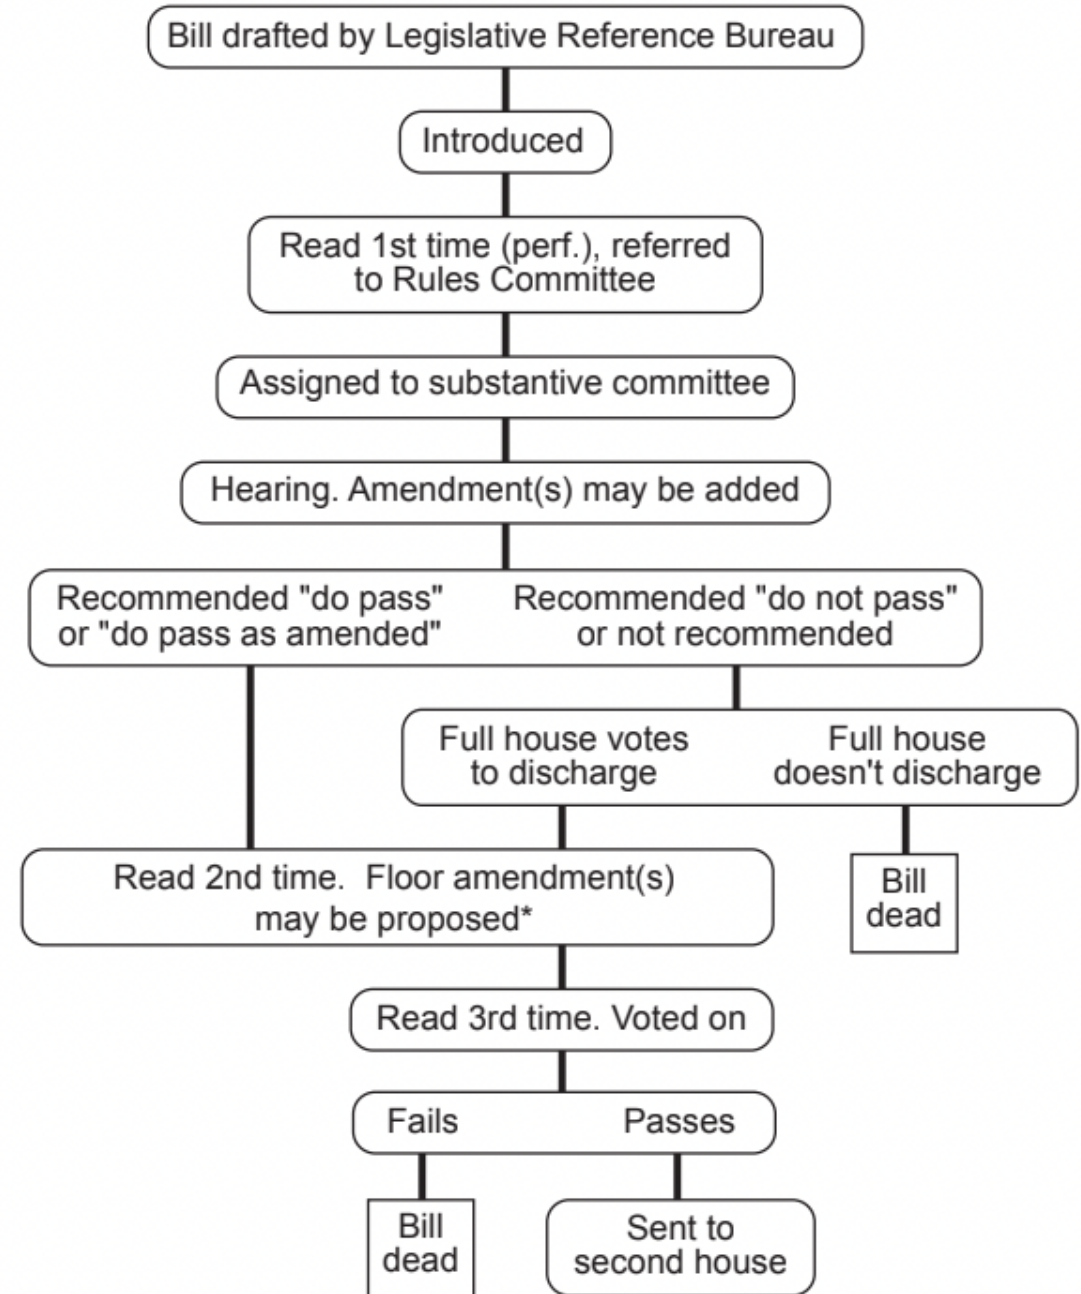 Bill drafted by Legislative Reference Bureau
Introduced
Read 1st time (perf.), referred
to Rules Committee
Assigned to substantive committee
Hearing. Amendment(s) may be added
Recommended "do pass"
or "do pass as amended"
Recommended "do not pass"
or not recommended
Full house votes
to discharge
Full house
doesn't discharge
Read 2nd time. Floor amendment(s)
may be proposed*
Bill
dead
Read 3rd time. Voted on
Fails
Passes
Bill
dead
Sent to
second house